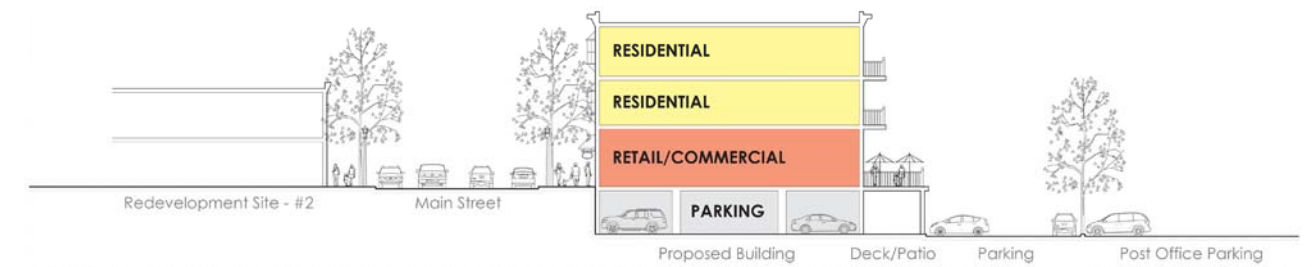 RESIDENTIAL
RESIDENTIAL
RETAIL/COMMERCIAL
PARKING
Redevelopment Site - #2
Main Street
Proposed Building
Deck/Patio
Parking
Post Office Parking